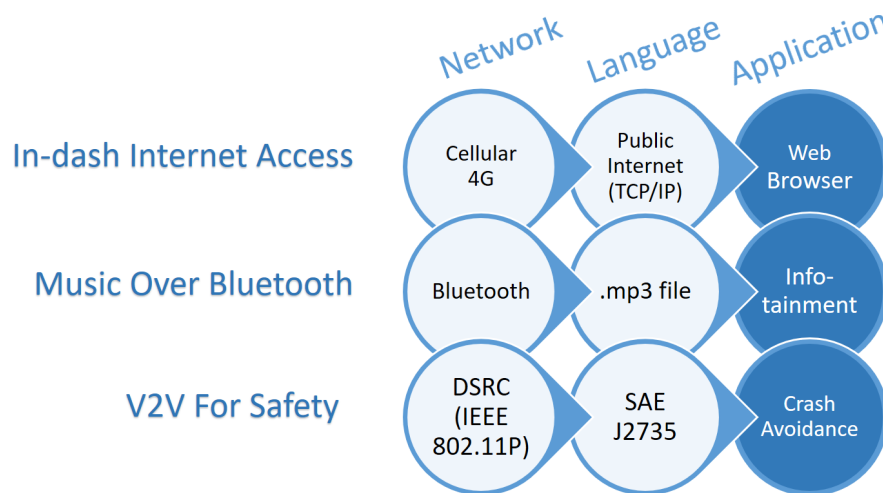 Network
Language
Application
In-dash Internet Access
Cellular
4G
Public
Internet
(TCP/IP)
Web
Browser
Music Over Bluetooth
Bluetooth
.mp3 file
Info-
tainment
V2V For Safety
DSRC
(IEEE
802.11P)
SAE
J2735
Crash
Avoidance